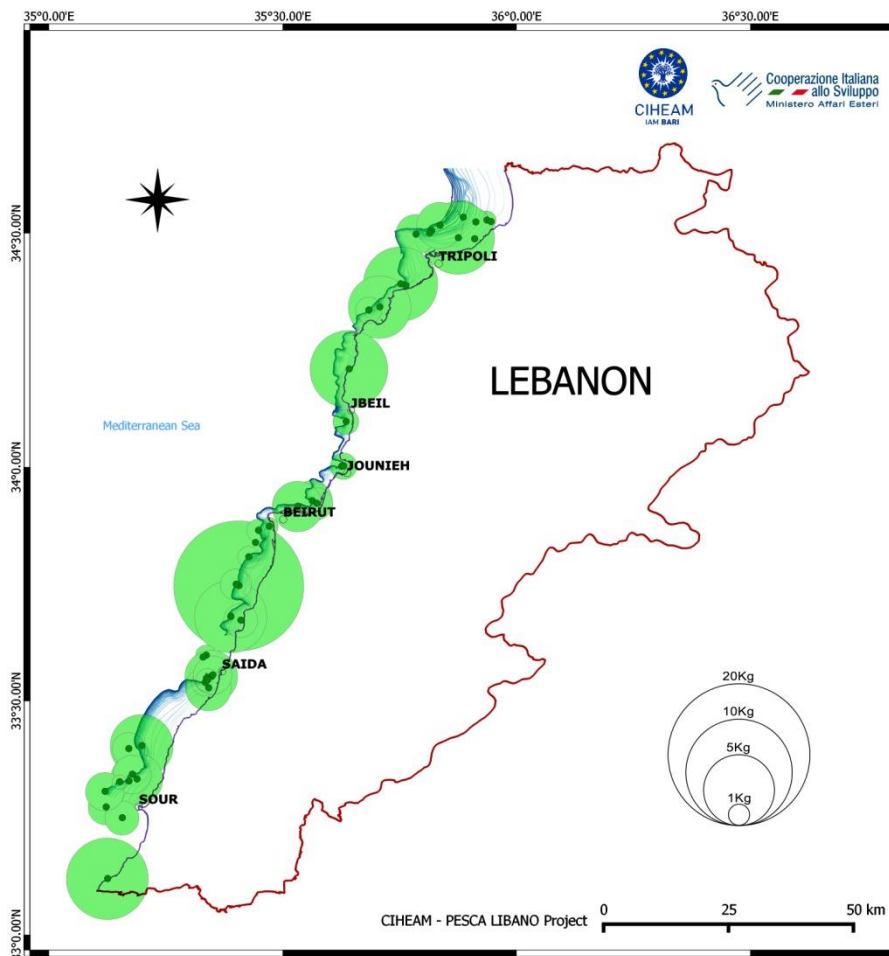 35°0.00'E
35°30.00'E
36°0.00'E
36°30.00'E
CIHEAM
IAM BARI
Cooperazione Italiana
allo Sviluppo
Ministero Affari Esteri
34°30.00'N
TRIPOLI
LEBANON
JBEIL
Mediterranean Sea
34°0.00'N
JOUNIEH
BEIRUT
SAIDA
33°30.00'N
20Kg
10Kg
5Kg
1Kg
SOUR
CIHEAM - PESCA LIBANO Project
0
25
50 km
33°0.00'N